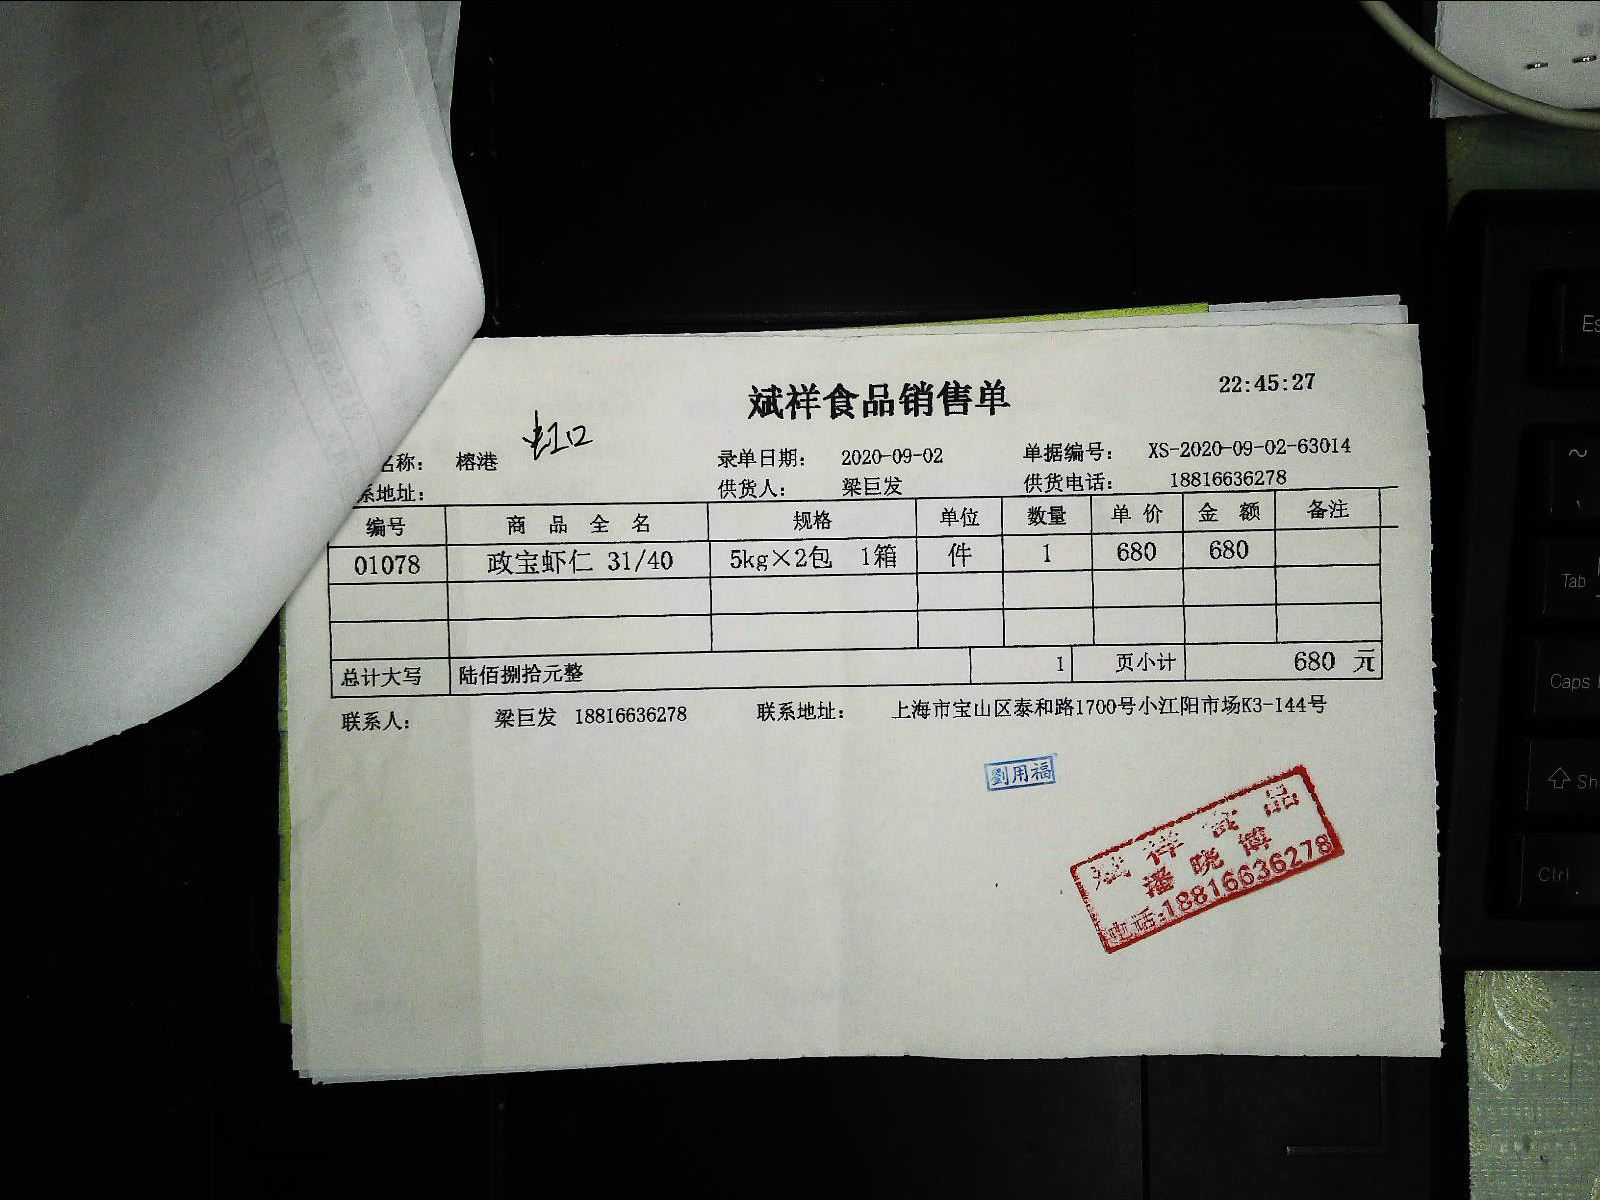 斌祥食品销售单
22:45:27
名称： 榕港 虹口 录单日期： 2020-09-02 单据编号： XS-2020-09-02-63014
系地址： 供货人： 梁巨发 供货电话： 18816636278
编号 商品全名 规格 单位 数量 单价 金额 备注
01078 政宝虾仁 31/40 5kg×2包 1箱 件 1 680 680
总计大写 陆佰捌拾元整 1 页小计 680 元
联系人： 梁巨发 18816636278 联系地址： 上海市宝山区泰和路1700号小江阳市场K3-144号
劉用福
斌祥食品
潘晓博
电话:18816636278
Es
~
Tab
Caps
Sh
Ctrl